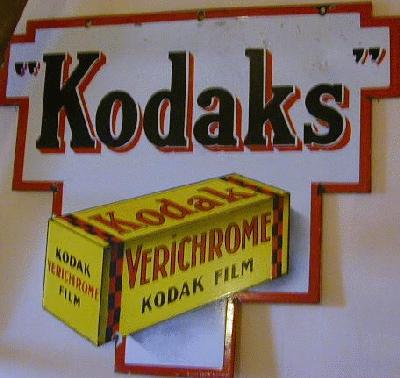 "Kodaks"
Kodak
VERICHROME
KODAK FILM
KODAK
VERICHROME
FILM